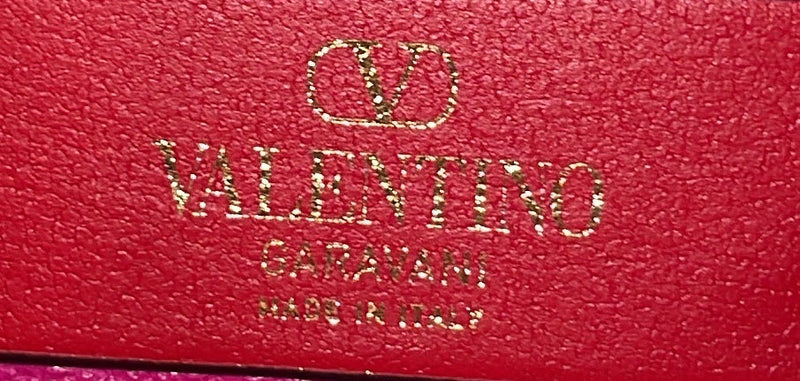 V
VALENTINO
GARAVANI
MADE IN ITALY